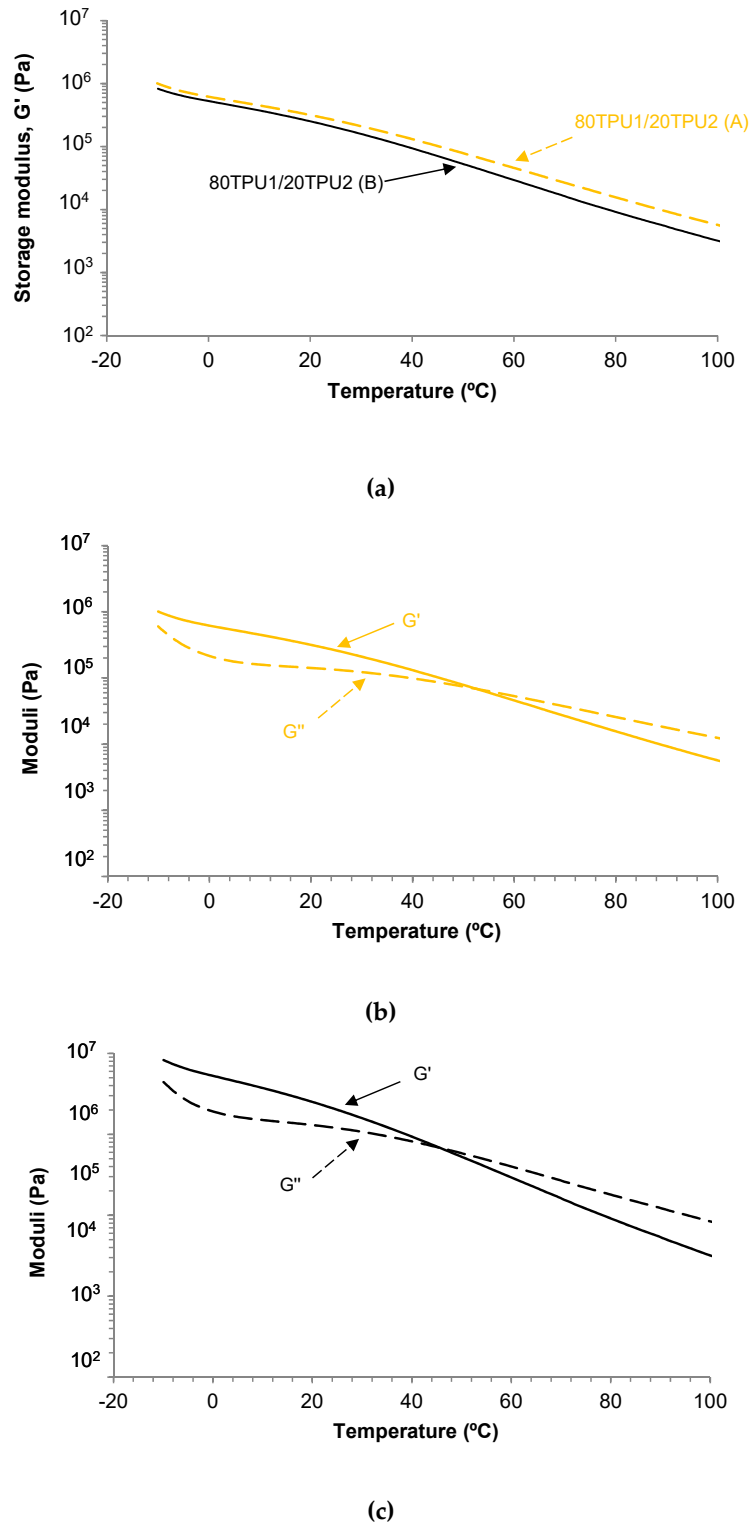 10⁷
10⁶
10⁵
10⁴
10³
10²
Storage modulus, G' (Pa)
80TPU1/20TPU2 (A)
80TPU1/20TPU2 (B)
-20 0 20 40 60 80 100
Temperature (ºC)
(a)
10⁷
10⁶
10⁵
10⁴
10³
10²
Moduli (Pa)
G'
G"
-20 0 20 40 60 80 100
Temperature (ºC)
(b)
10⁷
10⁶
10⁵
10⁴
10³
10²
Moduli (Pa)
G'
G"
-20 0 20 40 60 80 100
Temperature (ºC)
(c)